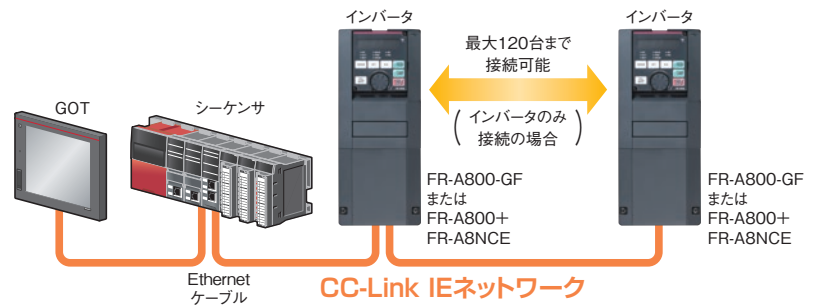 インバータ
インバータ
最大120台まで
接続可能
(インバータのみ
接続の場合)
GOT
シーケンサ
FR-A800-GF
または
FR-A800+
FR-A8NCE
FR-A800-GF
または
FR-A800+
FR-A8NCE
Ethernet
ケーブル
CC-Link IEネットワーク